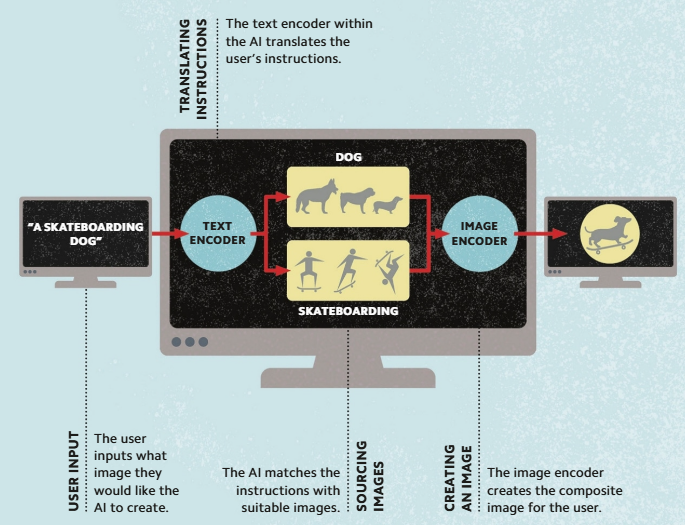 TRANSLATING
INSTRUCTIONS
The text encoder within
the AI translates the
user's instructions.
"A SKATEBOARDING
DOG"
TEXT
ENCODER
DOG
SKATEBOARDING
IMAGE
ENCODER
USER INPUT
The user
inputs what
image they
would like the
AI to create.
The AI matches the
instructions with
suitable images.
SOURCING
IMAGES
CREATING
AN IMAGE
The image encoder
creates the composite
image for the user.